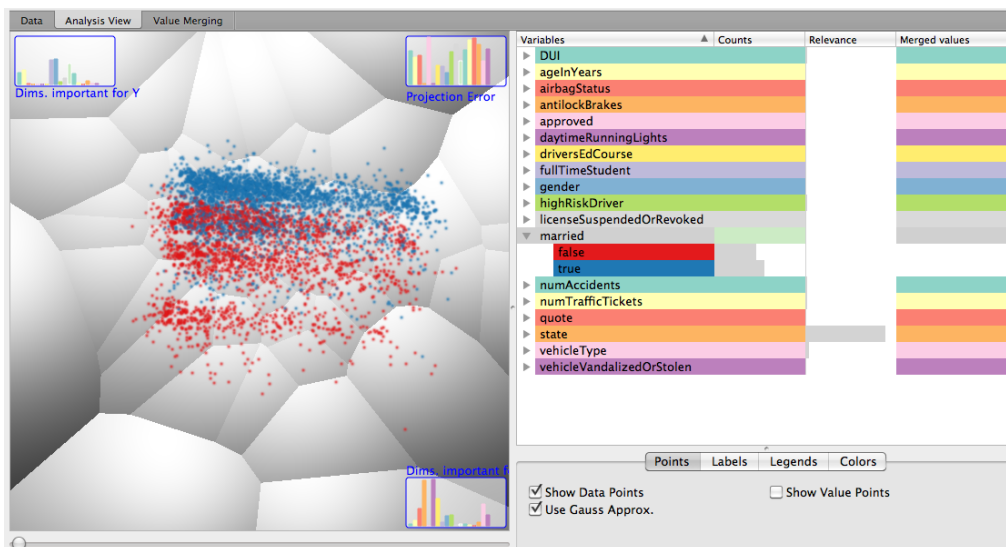 Data Analysis View Value Merging
Dims. important for Y
Projection Error
Dims. important f
Variables Counts Relevance Merged values
DUI
ageInYears
airbagStatus
antilockBrakes
approved
daytimeRunningLights
driversEdCourse
fullTimeStudent
gender
highRiskDriver
licenseSuspendedOrRevoked
married
false
true
numAccidents
numTrafficTickets
quote
state
vehicleType
vehicleVandalizedOrStolen
Points Labels Legends Colors
Show Data Points Show Value Points
Use Gauss Approx.